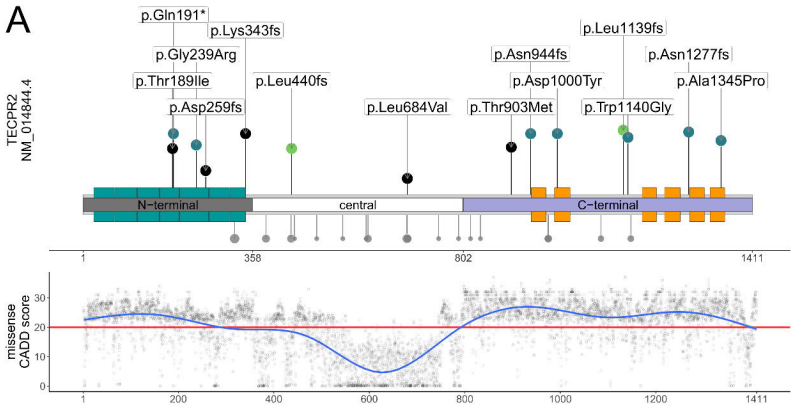 A
p.Gln191*
p.Lys343fs
p.Leu1139fs
p.Gly239Arg
p.Asn944fs
p.Asn1277fs
p.Thr189Ile
p.Leu440fs
p.Asp1000Tyr
p.Ala1345Pro
p.Asp259fs
p.Leu684Val
p.Thr903Met
p.Trp1140Gly
TECPR2
NM_014844.4
N-terminal
central
C-terminal
1
358
802
1411
missense
CADD score
30
20
10
0
1
200
400
600
800
1000
1200
1411